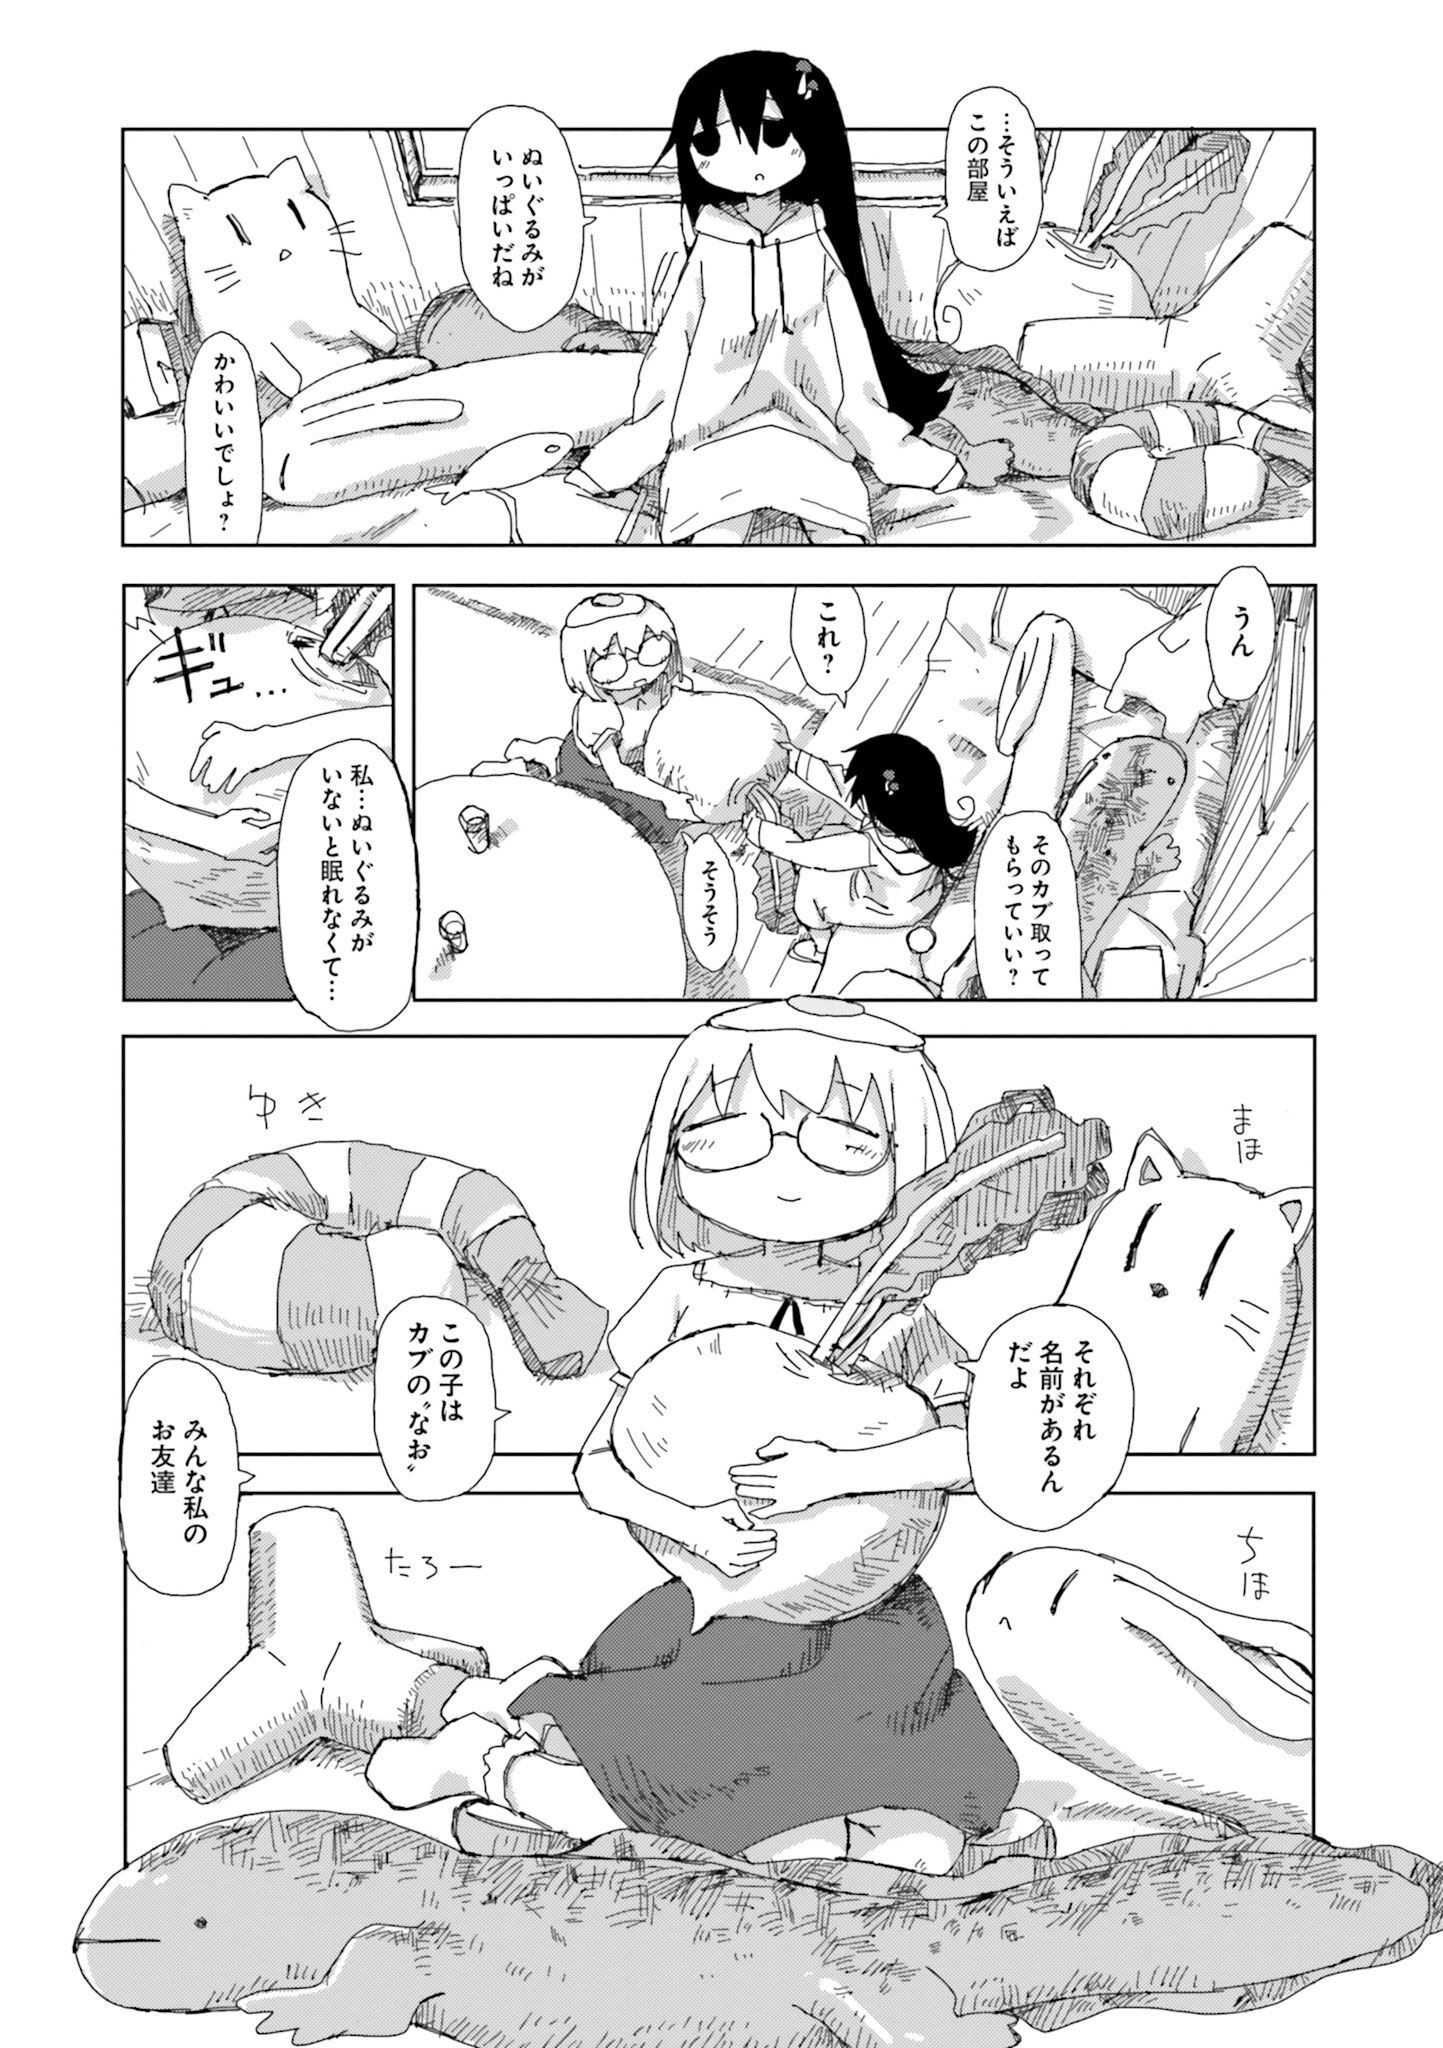 …そういえば
この部屋
ぬいぐるみが
いっぱいだね
かわいいでしょ？
うん
そのカブ取って
もらっていい？
これ？
そうそう
ギュ…
私…ぬいぐるみが
いないと眠れなくて…
まほ
それぞれ
名前があるん
だよ
ゆき
この子は
カブの〝なお〟
みんな私の
お友達
ちほ
たろー